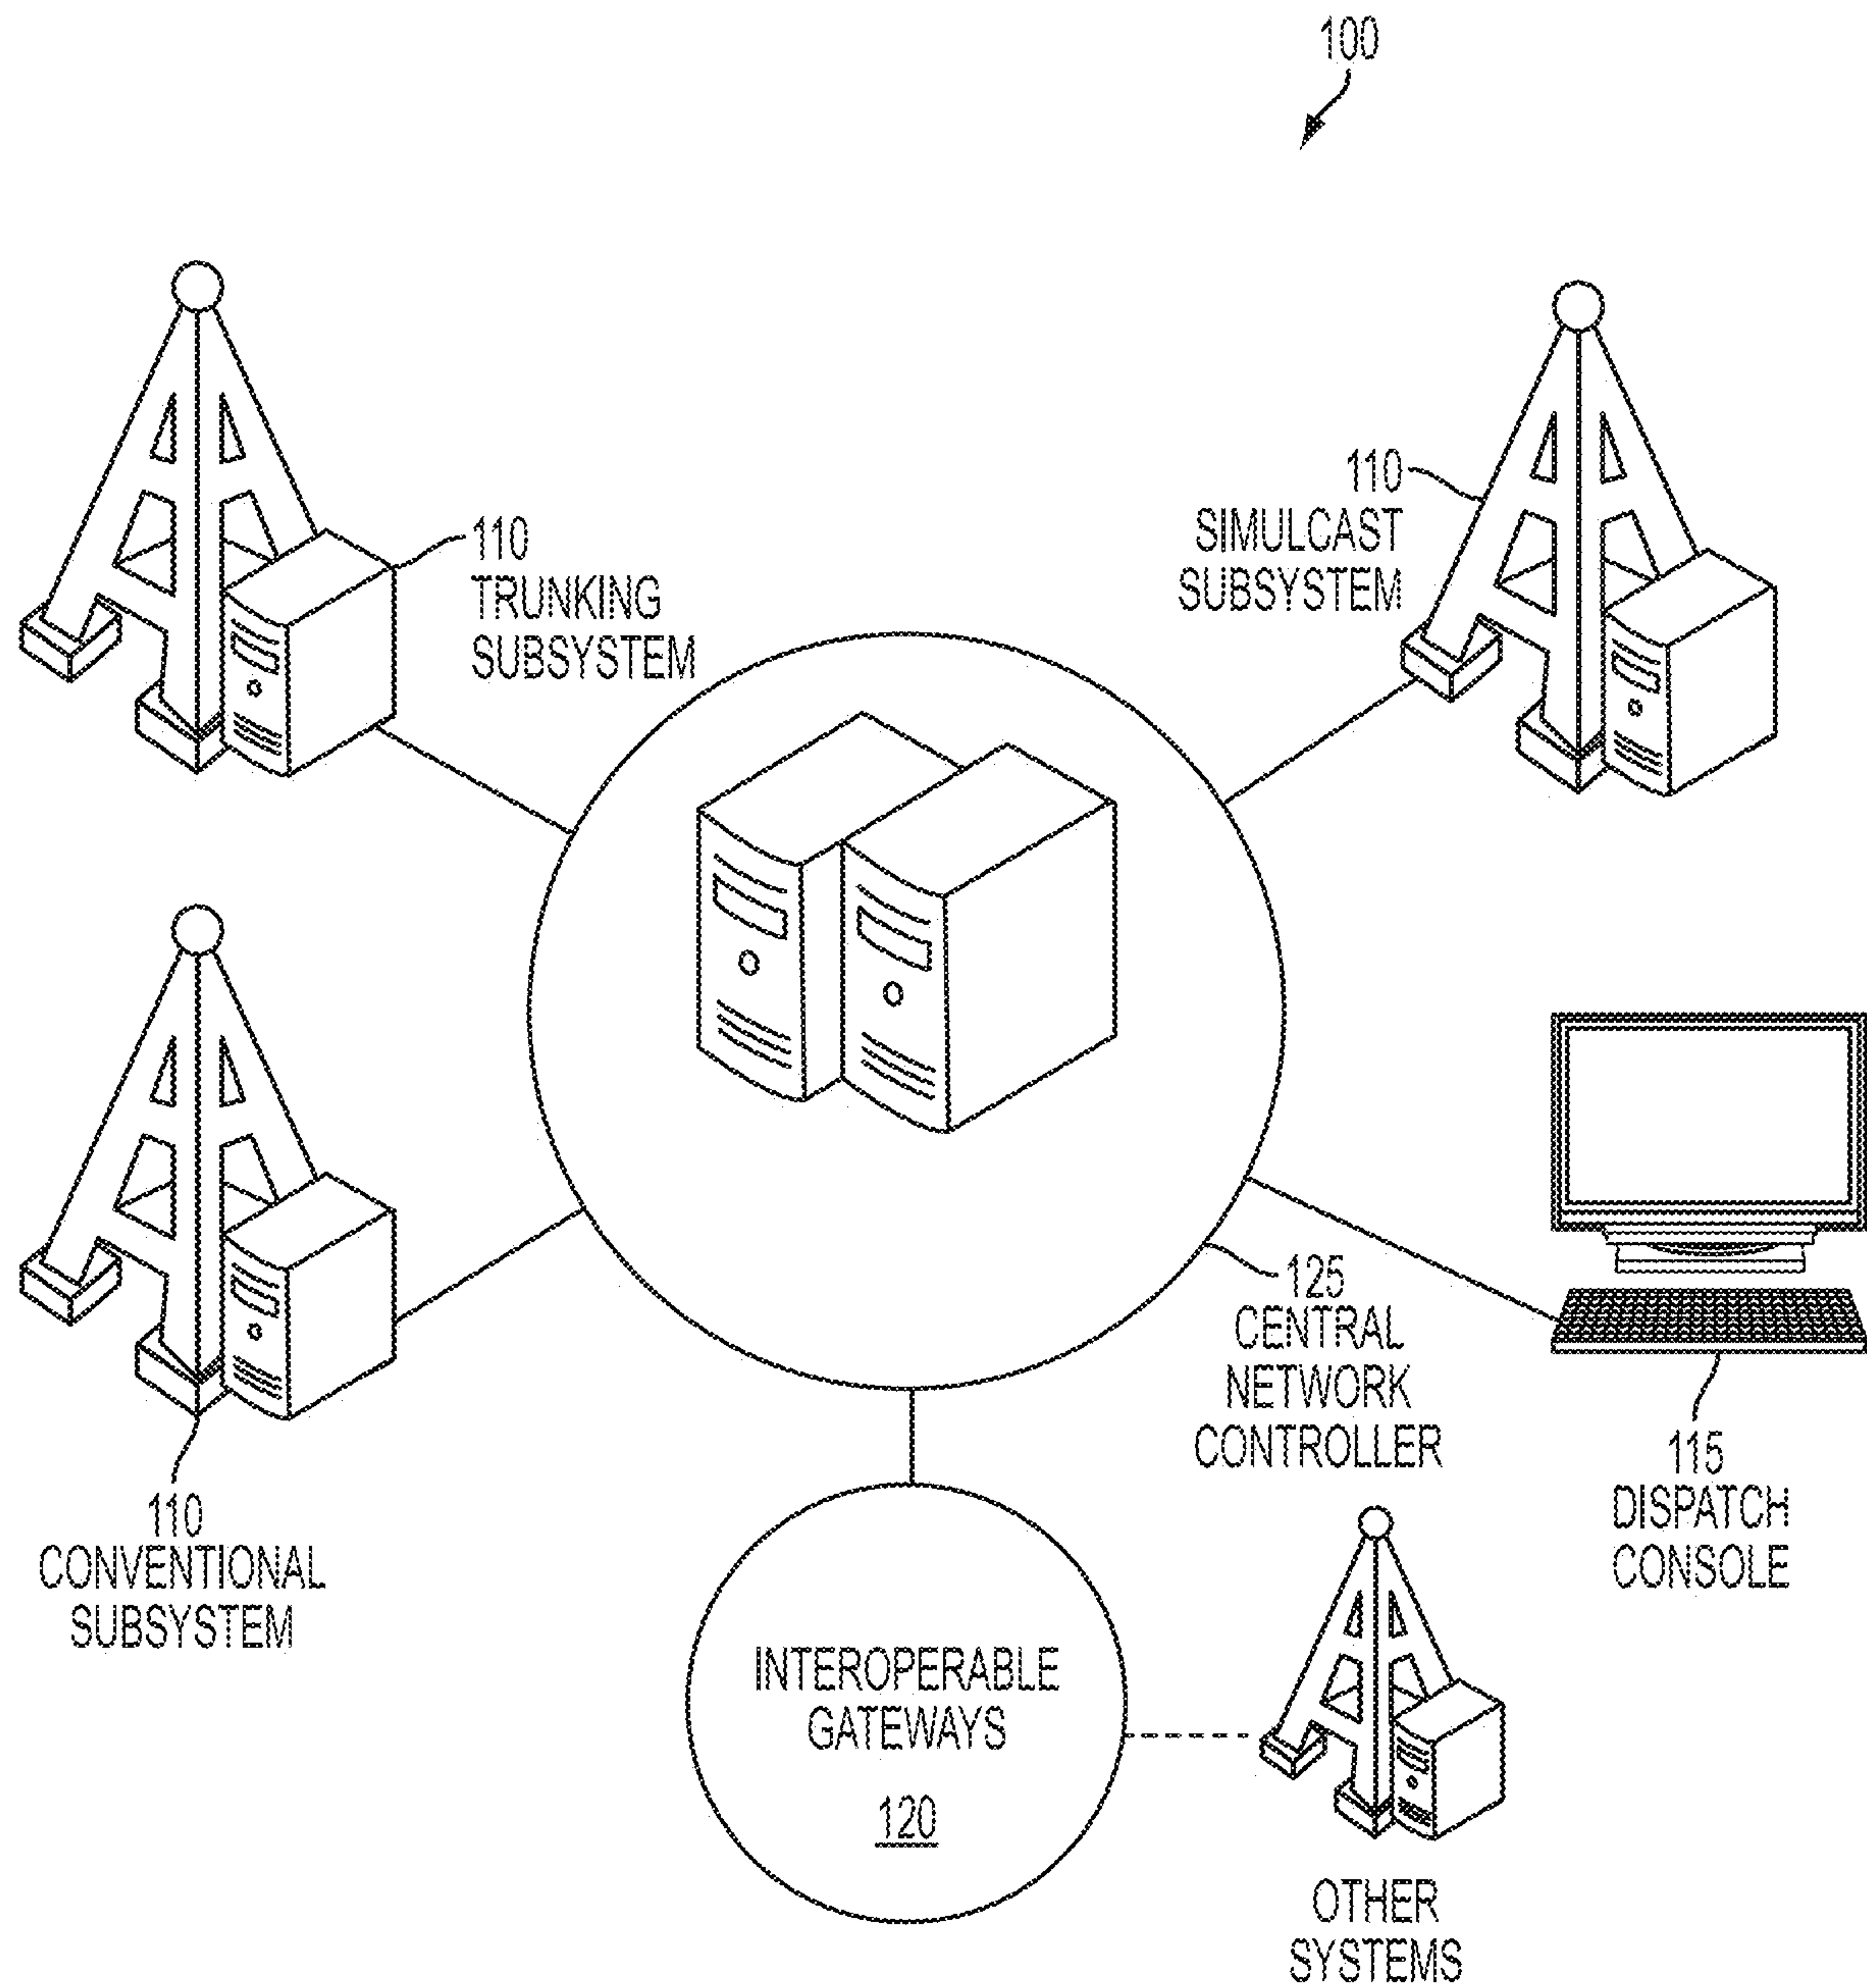 100
110
TRUNKING
SUBSYSTEM
110
SIMULCAST
SUBSYSTEM
125
CENTRAL
NETWORK
CONTROLLER
115
DISPATCH
CONSOLE
110
CONVENTIONAL
SUBSYSTEM
INTEROPERABLE
GATEWAYS
120
OTHER
SYSTEMS